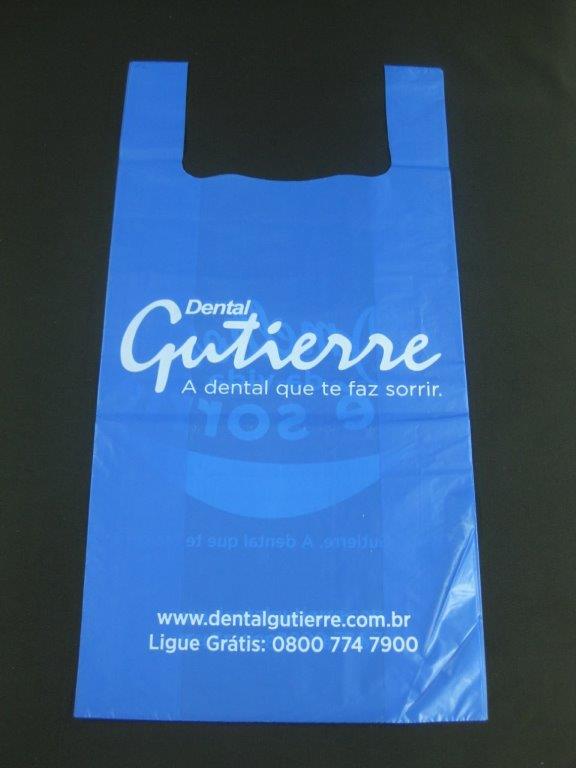 Dental
Gutierre
A dental que te faz sorrir.
www.dentalgutierre.com.br
Ligue Grátis: 0800 774 7900